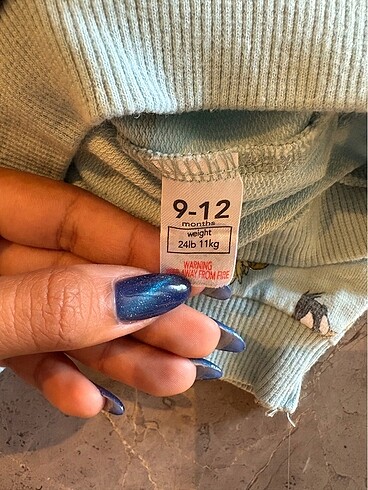 9-12
months
weight
24lb 11kg
WARNING
AWAY FROM FIRE